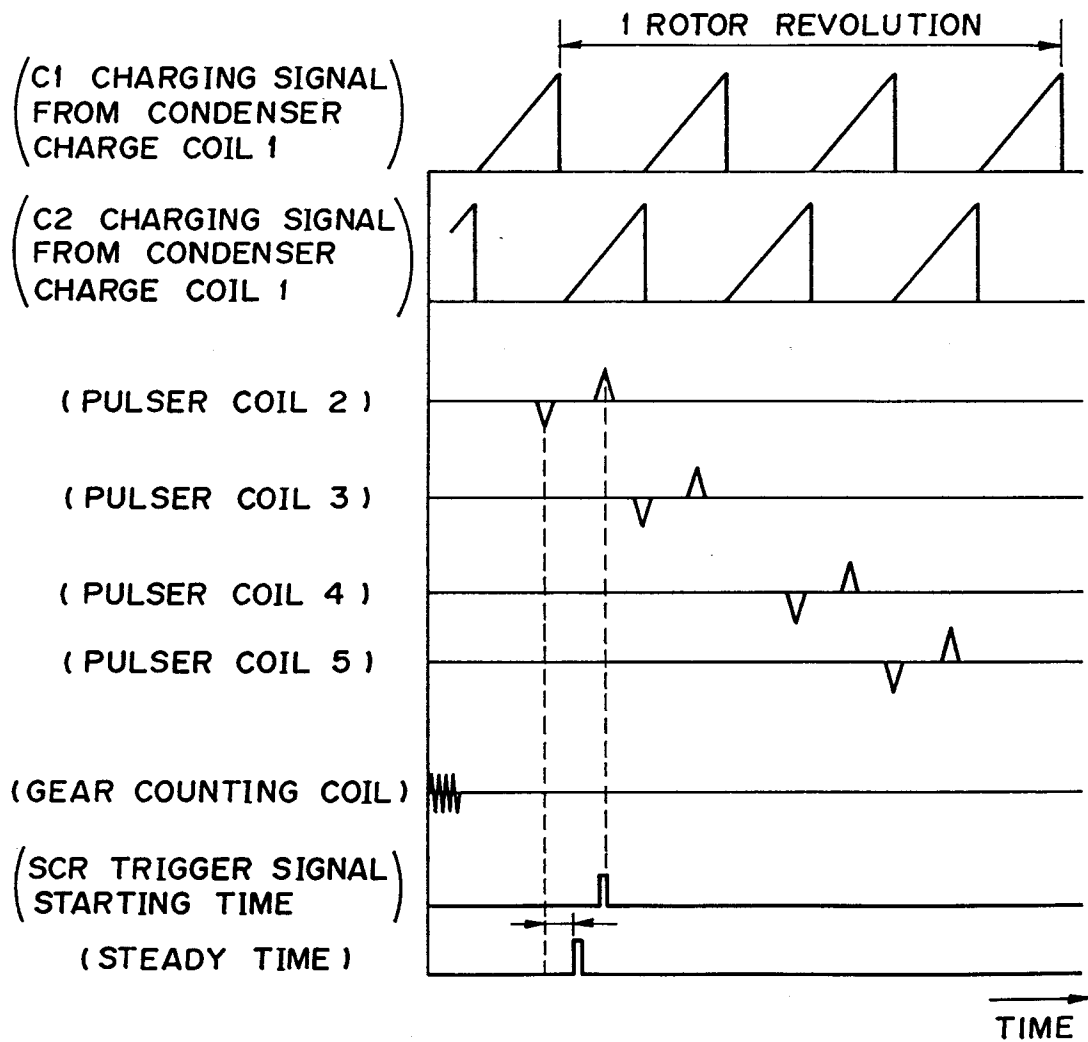 1 ROTOR REVOLUTION
(C1 CHARGING SIGNAL
FROM CONDENSER
CHARGE COIL 1)
(C2 CHARGING SIGNAL
FROM CONDENSER
CHARGE COIL 1)
(PULSER COIL 2)
(PULSER COIL 3)
(PULSER COIL 4)
(PULSER COIL 5)
(GEAR COUNTING COIL)
(SCR TRIGGER SIGNAL
STARTING TIME)
(STEADY TIME)
TIME